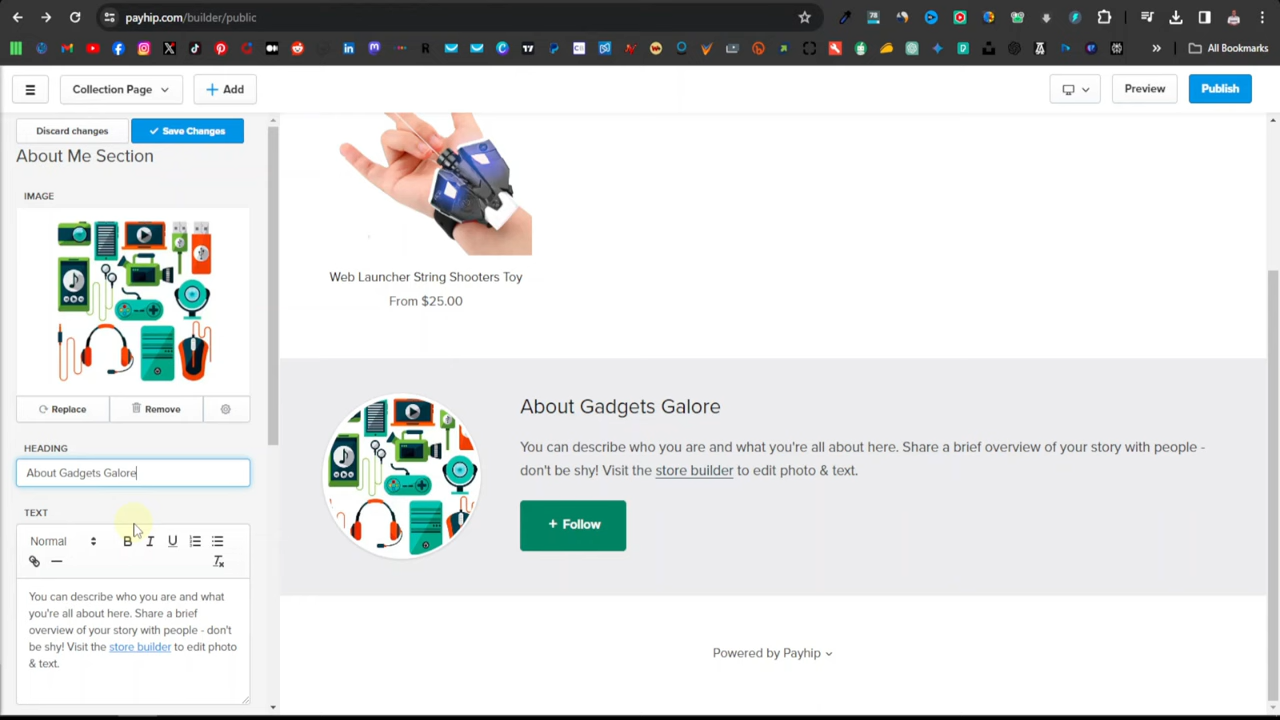 payhip.com/builder/public
All Bookmarks
Collection Page
Add
Preview
Publish
Discard changes
Save Changes
About Me Section
IMAGE
Replace
Remove
HEADING
About Gadgets Galore
TEXT
Normal
B I U
You can describe who you are and what
you're all about here. Share a brief
overview of your story with people - don't
be shy! Visit the store builder to edit photo
& text.
Web Launcher String Shooters Toy
From $25.00
About Gadgets Galore
You can describe who you are and what you're all about here. Share a brief overview of your story with people -
don't be shy! Visit the store builder to edit photo & text.
+ Follow
Powered by Payhip